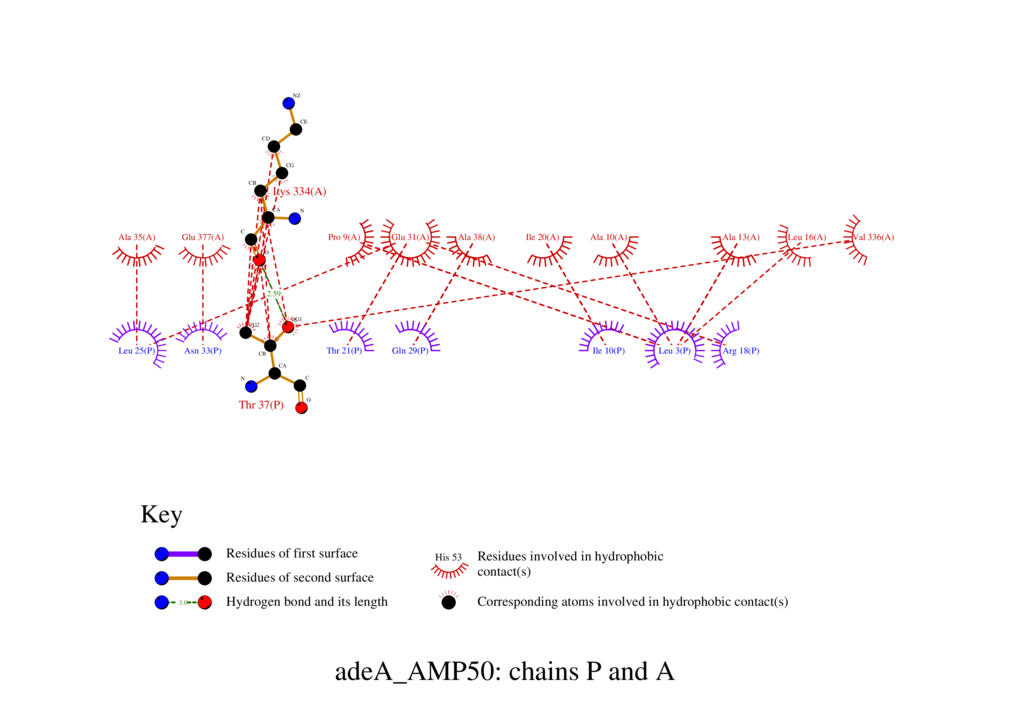 NZ
CE
CD
CG
CB
Lys 334(A)
CA
N
C
O
Ala 35(A)
Glu 377(A)
Pro 9(A)
Glu 31(A)
Ala 38(A)
Ile 20(A)
Ala 10(A)
Ala 13(A)
Leu 16(A)
Val 336(A)
2.59
CG2
OG1
CB
Leu 25(P)
Asn 33(P)
Thr 21(P)
Gln 29(P)
Ile 10(P)
Leu 3(P)
Arg 18(P)
CA
N
C
O
Thr 37(P)
Key
Residues of first surface
Residues of second surface
3.0
Hydrogen bond and its length
His 53
Residues involved in hydrophobic
contact(s)
Corresponding atoms involved in hydrophobic contact(s)
adeA_AMP50: chains P and A